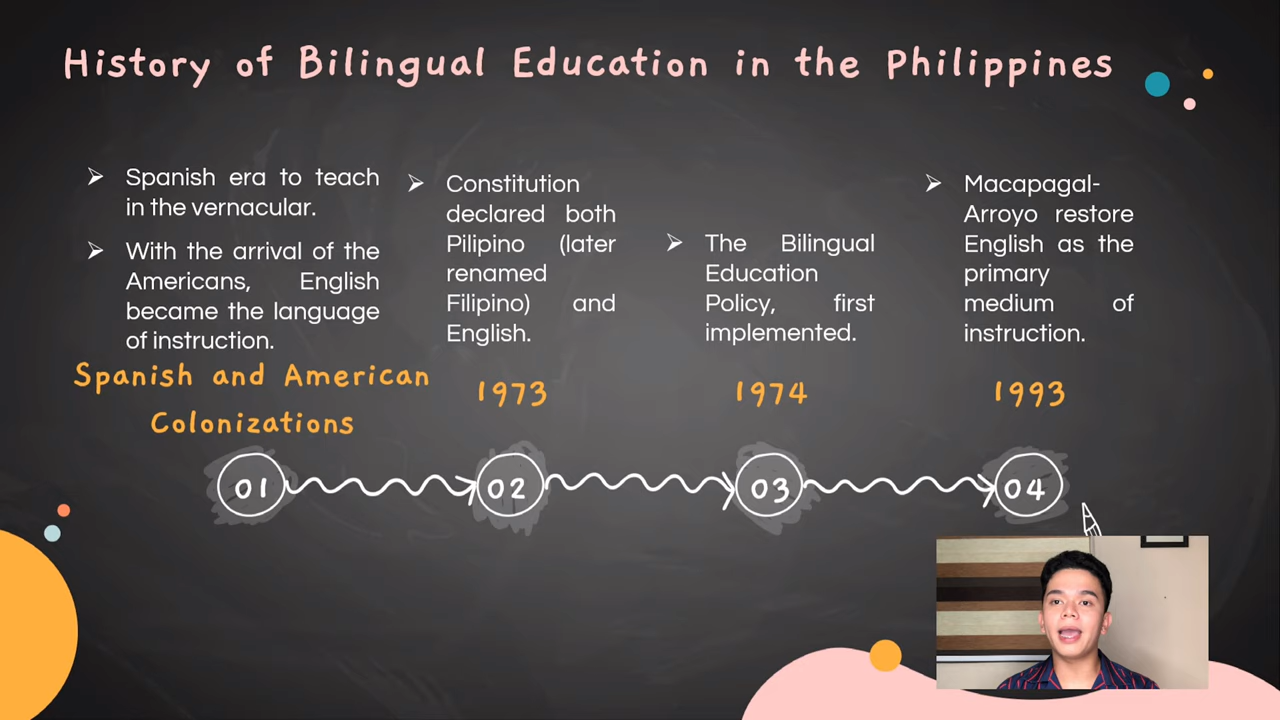 History of Bilingual Education in the Philippines
➢ Spanish era to teach
in the vernacular.
➢ With the arrival of the
Americans, English
became the language
of instruction.
Spanish and American
Colonizations
01
➢ Constitution
declared both
Pilipino (later
renamed
Filipino) and
English.
1973
02
➢ The Bilingual
Education
Policy, first
implemented.
1974
03
➢ Macapagal-
Arroyo restore
English as the
primary
medium of
instruction.
1993
04